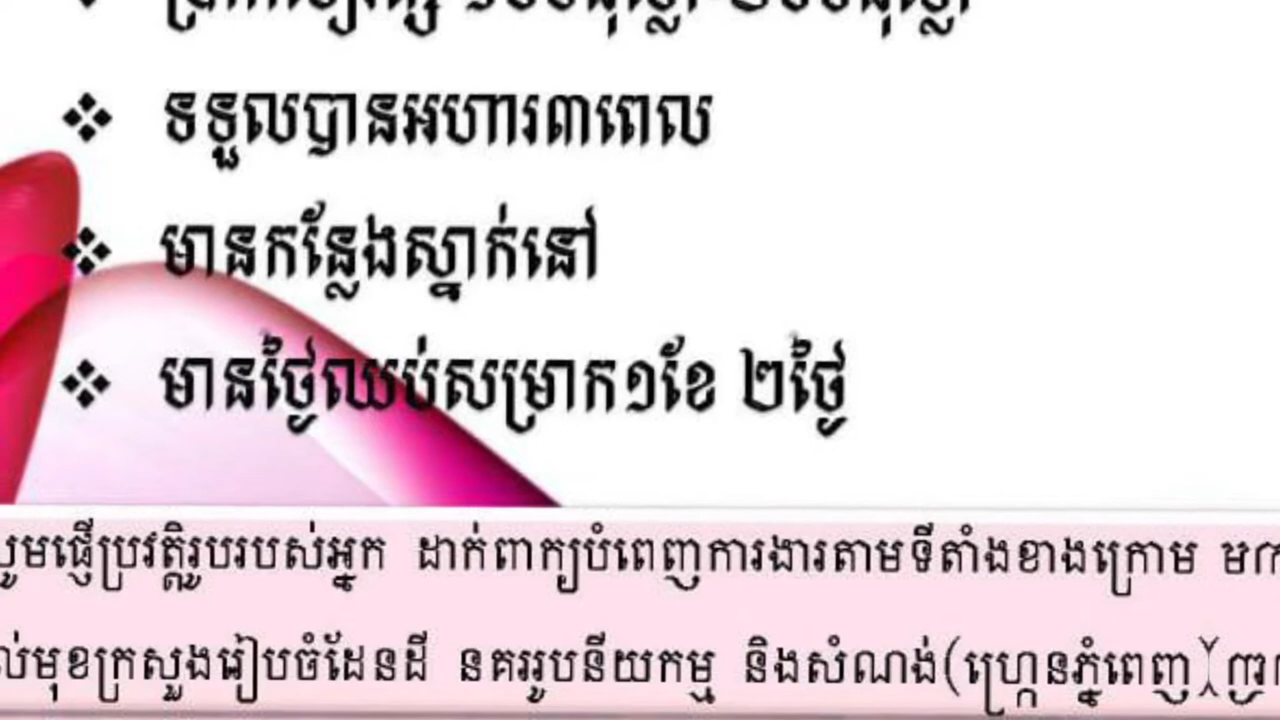 ទទួលបានអហារ៣ពេល
មានកន្លែងស្នាក់នៅ
មានថ្ងៃឈប់សម្រាក១ខែ ២ថ្ងៃ
សូមផ្ញើប្រវត្តិរូបរបស់អ្នក ដាក់ពាក្យបំពេញការងារតាមទីតាំងខាងក្រោម
ល់មុខក្រសួងរៀបចំដែនដី នគររូបនីយកម្ម និងសំណង់(ហ្គ្រេនភ្នំពេញ)